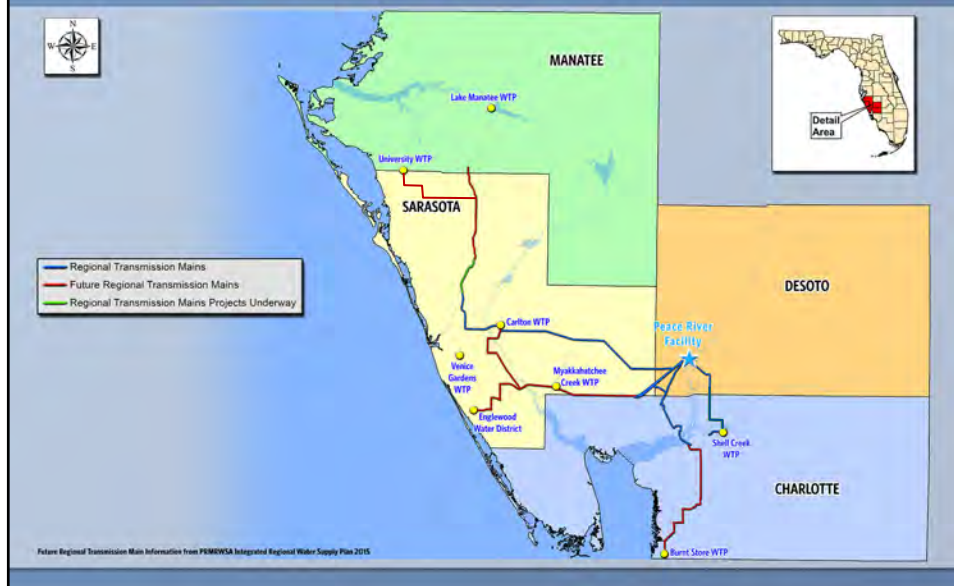 N
W
E
S
MANATEE
Lake Manatee WTP
Detail
Area
University WTP
SARASOTA
Regional Transmission Mains
Future Regional Transmission Mains
Regional Transmission Mains Projects Underway
DESOTO
Peace River
Facility
Carlton WTP
Venice
Gardens
WTP
Myakkahatchee
Creek WTP
Englewood
Water District
Shell Creek
WTP
CHARLOTTE
Burnt Store WTP
Future Regional Transmission Main Information from PRMRWSA Integrated Regional Water Supply Plan 2015